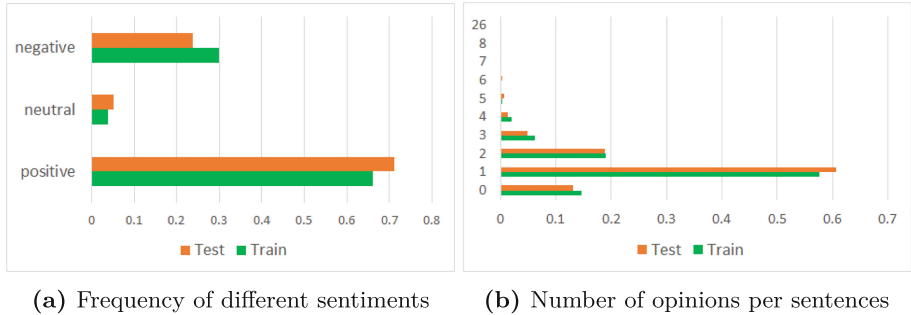 negative
neutral
positive
0 0.1 0.2 0.3 0.4 0.5 0.6 0.7 0.8
Test Train
26
8
7
6
5
4
3
2
1
0
0 0.1 0.2 0.3 0.4 0.5 0.6 0.7
Test Train
(a) Frequency of different sentiments
(b) Number of opinions per sentences